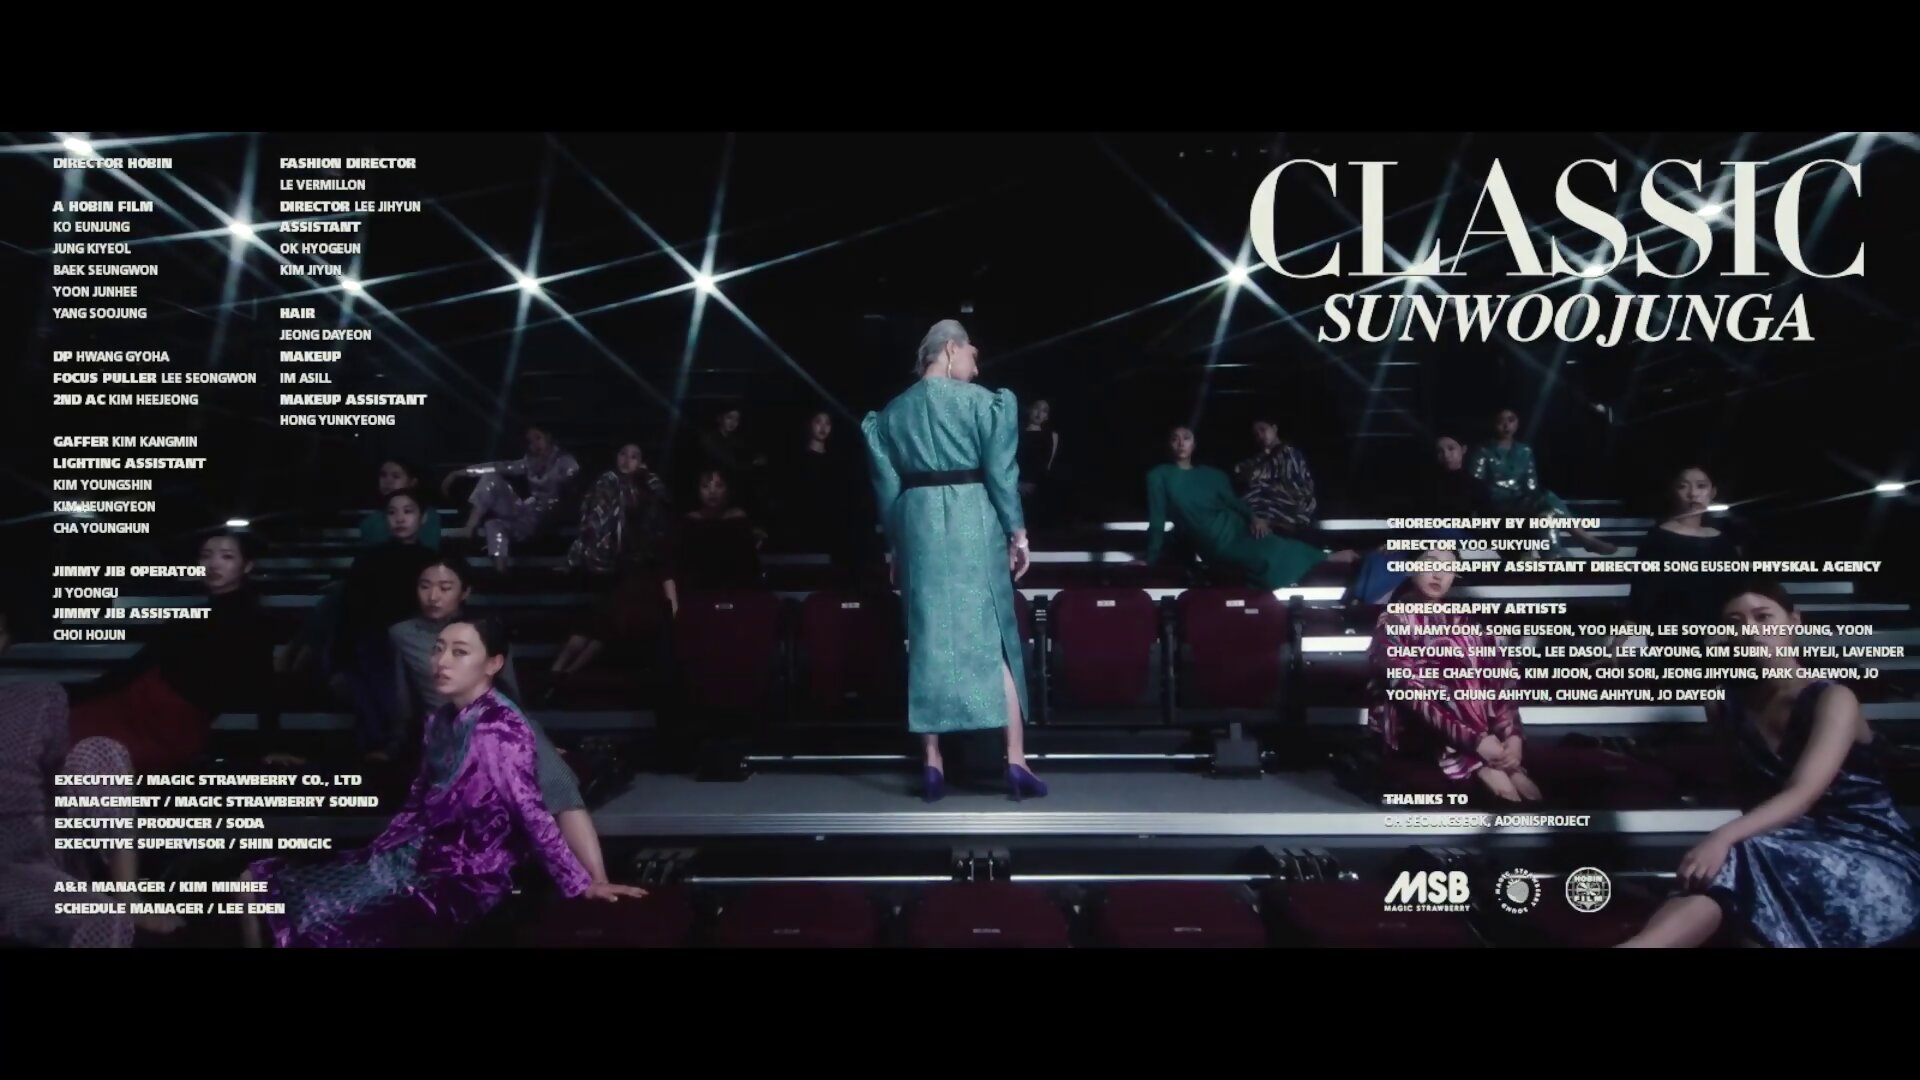 DIRECTOR HOBIN
A HOBIN FILM
KO EUNJUNG
JUNG KIYEOL
BAEK SEUNGWON
YOON JUNHEE
YANG SOOJUNG
DP HWANG GYOHA
FOCUS PULLER LEE SEONGWON
2ND AC KIM HEEJEONG
GAFFER KIM KANGMIN
LIGHTING ASSISTANT
KIM YOUNGSHIN
KIM HEUNGYEON
CHA YOUNGHUN
JIMMY JIB OPERATOR
JI YOONGU
JIMMY JIB ASSISTANT
CHOI HOJUN
FASHION DIRECTOR
LE VERMILLON
DIRECTOR LEE JIHYUN
ASSISTANT
OK HYOGEUN
KIM JIYUN
HAIR
JEONG DAYEON
MAKEUP
IM ASILL
MAKEUP ASSISTANT
HONG YUNKYEONG
EXECUTIVE / MAGIC STRAWBERRY CO., LTD
MANAGEMENT / MAGIC STRAWBERRY SOUND
EXECUTIVE PRODUCER / SODA
EXECUTIVE SUPERVISOR / SHIN DONGIC
A&R MANAGER / KIM MINHEE
SCHEDULE MANAGER / LEE EDEN
CLASSIC
SUNWOOJUNGA
CHOREOGRAPHY BY HOWHYOU
DIRECTOR YOO SUKYUNG
CHOREOGRAPHY ASSISTANT DIRECTOR SONG EUSEON PHYSKAL AGENCY
CHOREOGRAPHY ARTISTS
KIM NAMYOON, SONG EUSEON, YOO HAEUN, LEE SOYOON, NA HYEYOUNG, YOON
CHAEYOUNG, SHIN YESOL, LEE DASOL, LEE KAYOUNG, KIM SUBIN, KIM HYEJI, LAVENDER
HEO, LEE CHAEYOUNG, KIM JIOON, CHOI SORI, JEONG JIHYUNG, PARK CHAEWON, JO
YOONHYE, CHUNG AHHYUN, CHUNG AHHYUN, JO DAYEON
THANKS TO
OH SEOUNGSEOK, ADONISPROJECT
MSB
MAGIC STRAWBERRY
MAGIC STRAWBERRY SOUND
HOBIN
FILM